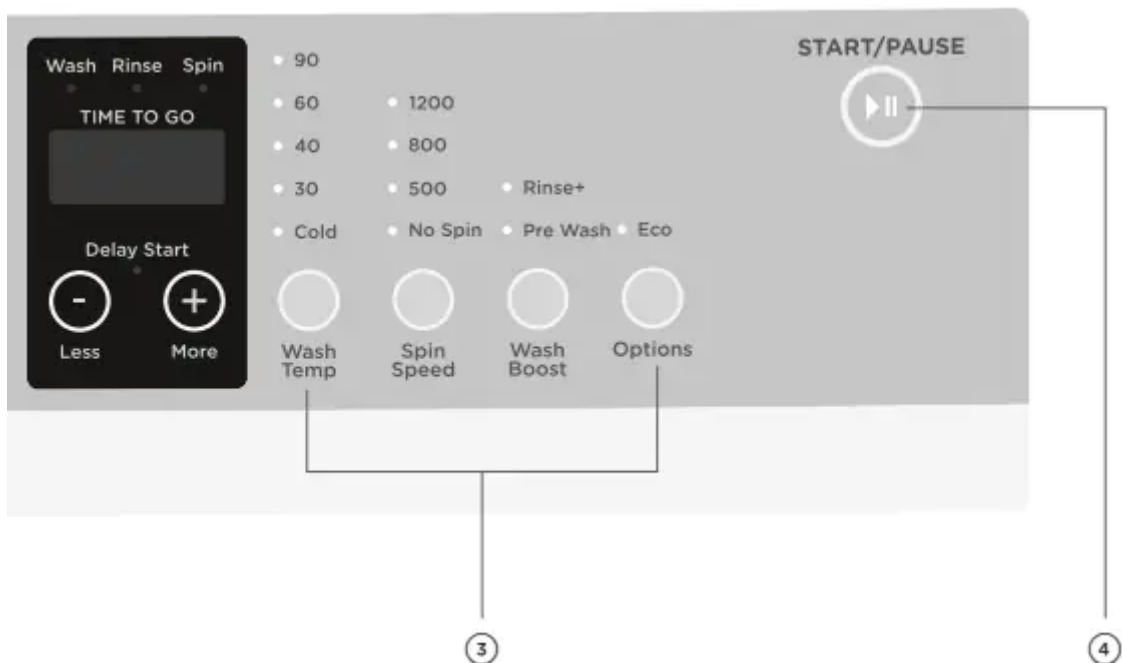 Wash Rinse Spin
TIME TO GO
Delay Start
-
+
Less
More
90
60
40
30
Cold
1200
800
500
No Spin
Rinse+
Pre Wash
Eco
Wash
Temp
Spin
Speed
Wash
Boost
Options
START/PAUSE
3
4